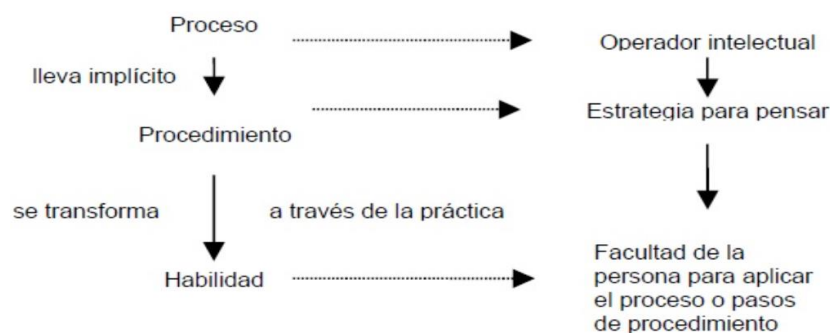 Proceso
Operador intelectual
lleva implícito
Procedimiento
Estrategia para pensar
se transforma
a través de la práctica
Habilidad
Facultad de la
persona para aplicar
el proceso o pasos
de procedimiento